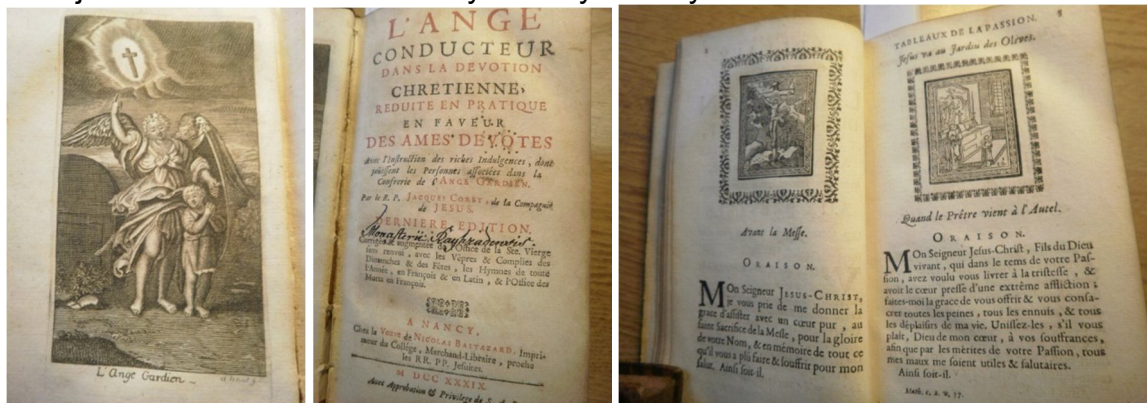 L'Ange Gardien
L'ANGE
CONDUCTEUR
DANS LA DEVOTION
CHRETIENNE,
REDUITE EN PRATIQUE
EN FAVEUR
DES AMES DEVOTES
Avec l'instruction des riches Indulgences, dont
jouissent les Personnes associées dans la
Confrerie de l'ANGE GARDIEN.
Par le R. P. JACQUES CORET, de la Compagnie
de JESUS.
DERNIERE EDITION.
Monasterii
Corrigée & augmentée de l'Office de la Ste. Vierge
sans renvoi, avec les Vêpres & Complies des
Dimanches & des Fêtes, les Hymnes de toute
l'Année, en François & en Latin, & l'Office des
Morts en François.
A NANCY,
Chez la Veuve de NICOLAS BALTAZARD, Impri-
meur du Collége, Marchand-Libraire, proche
les RR. PP. Jesuites.
M DCC XXXIX.
Avec Approbation & Privilege
Avant la Messe.
ORAISON.
MOn Seigneur JESUS-CHRIST,
je vous prie de me donner la
grace d'assister avec un cœur pur, au
saint Sacrifice de la Messe, pour la gloire
de votre Nom, & en mémoire de tout ce
qu'il vous a plû faire & souffrir pour mon
salut. Ainsi soit-il.
TABLEAUX DE LA PASSION.
Jesus va au Jardin des Olives.
Quand le Prêtre vient à l'Autel.
ORAISON.
MOn Seigneur Jesus-Christ, Fils du Dieu
vivant, qui dans le tems de votre Pas-
sion, avez voulu vous livrer à la tristesse, &
avoir le cœur pressé d'une extrême affliction :
faites-moi la grace de vous offrir & vous consa-
crer toutes les peines, tous les ennuis, & tous
les déplaisirs de ma vie. Unissez-les, s'il vous
plaît, Dieu de mon cœur, à vos souffrances,
afin que par les mérites de votre Passion, tous
mes maux me soient utiles & salutaires.
Ainsi soit-il.